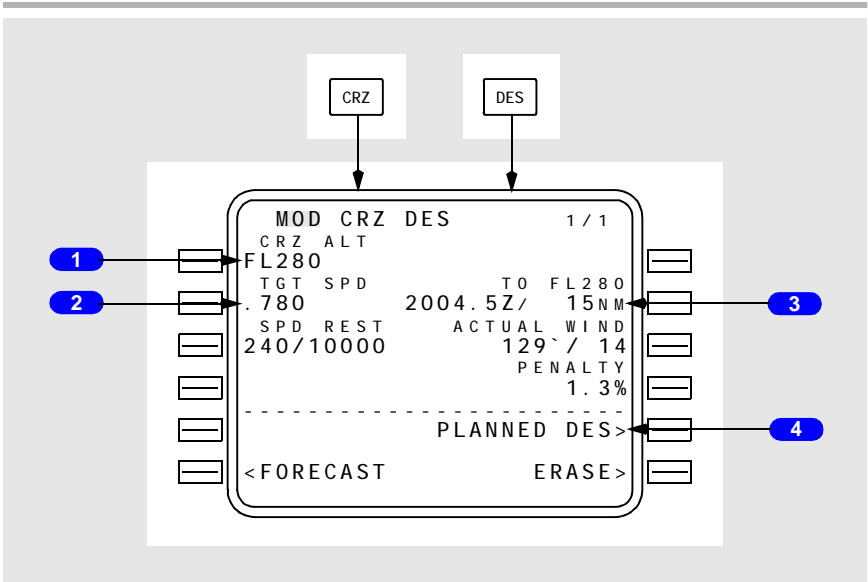 CRZ DES
MOD CRZ DES 1/1
CRZ ALT
1 FL280
TGT SPD TO FL280
2 .780 2004.5Z/ 15NM 3
SPD REST ACTUAL WIND
240/10000 129`/ 14
PENALTY
1.3%
------------------------
PLANNED DES> 4
<FORECAST ERASE>